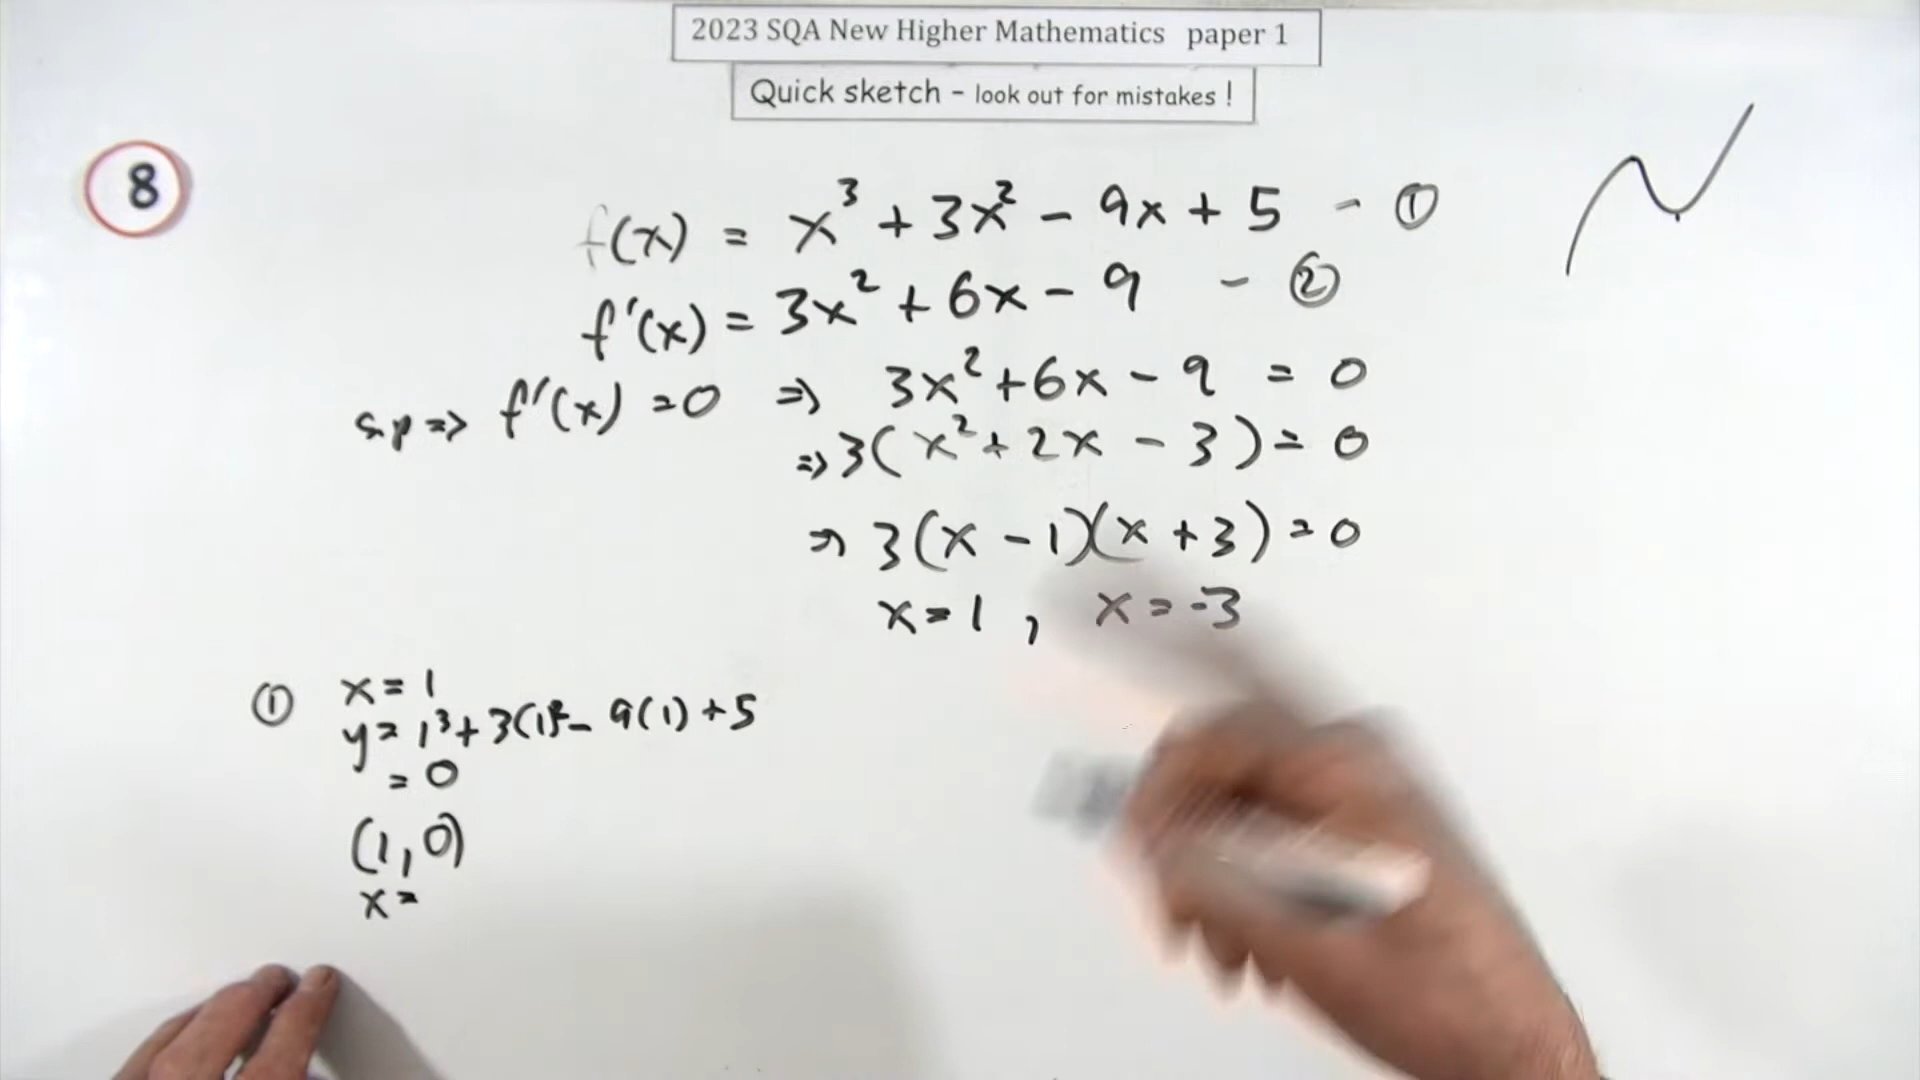 2023 SQA New Higher Mathematics paper 1
Quick sketch - look out for mistakes !
8
f(x) = x³ + 3x² - 9x + 5 - ①
f'(x) = 3x² + 6x - 9 - ②
s.p => f'(x) = 0 => 3x² + 6x - 9 = 0
=> 3(x² + 2x - 3) = 0
=> 3(x - 1)(x + 3) = 0
x = 1 , x = -3
① x = 1
y = 1³ + 3(1)² - 9(1) + 5
= 0
(1, 0)
x =